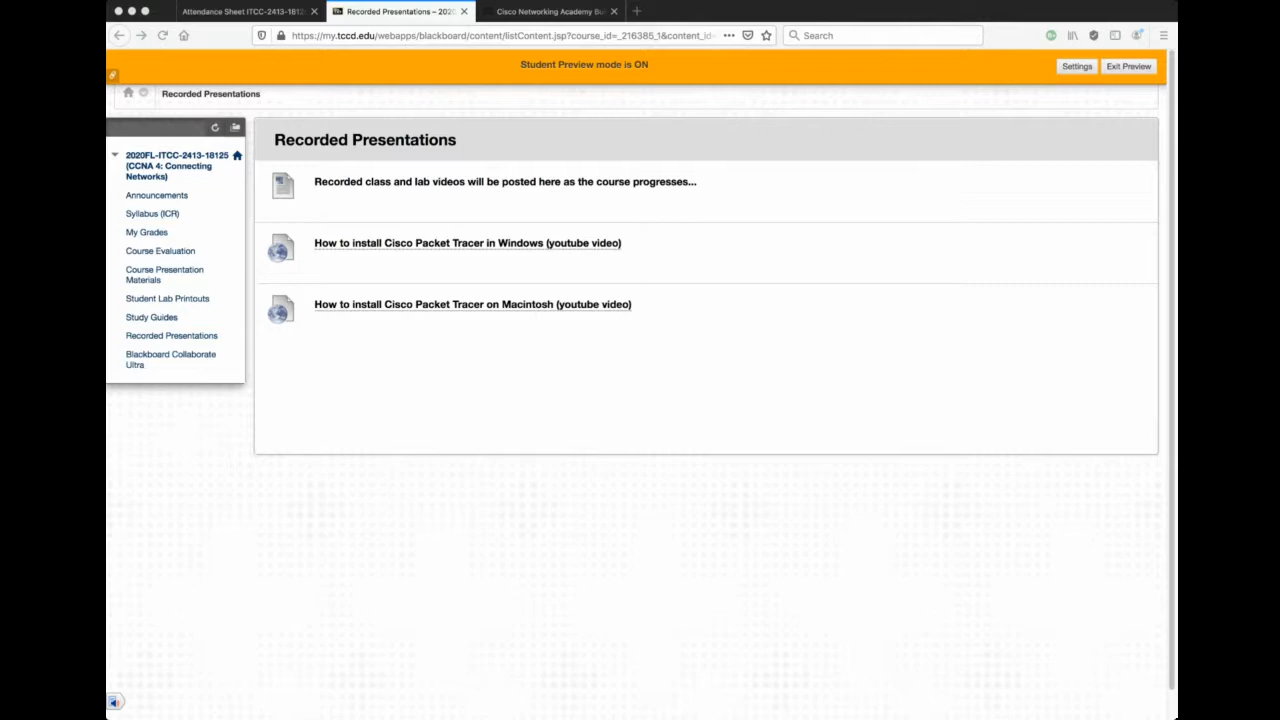 Attendance Sheet ITCC-2413-1812
Recorded Presentations – 202
Cisco Networking Academy Bu
https://my.tccd.edu/webapps/blackboard/content/listContent.jsp?course_id=_216385_1&content_id=
Search
Student Preview mode is ON
Settings
Exit Preview
Recorded Presentations
2020FL-ITCC-2413-18125
(CCNA 4: Connecting
Networks)
Announcements
Syllabus (ICR)
My Grades
Course Evaluation
Course Presentation
Materials
Student Lab Printouts
Study Guides
Recorded Presentations
Blackboard Collaborate
Ultra
Recorded Presentations
Recorded class and lab videos will be posted here as the course progresses...
How to install Cisco Packet Tracer in Windows (youtube video)
How to install Cisco Packet Tracer on Macintosh (youtube video)